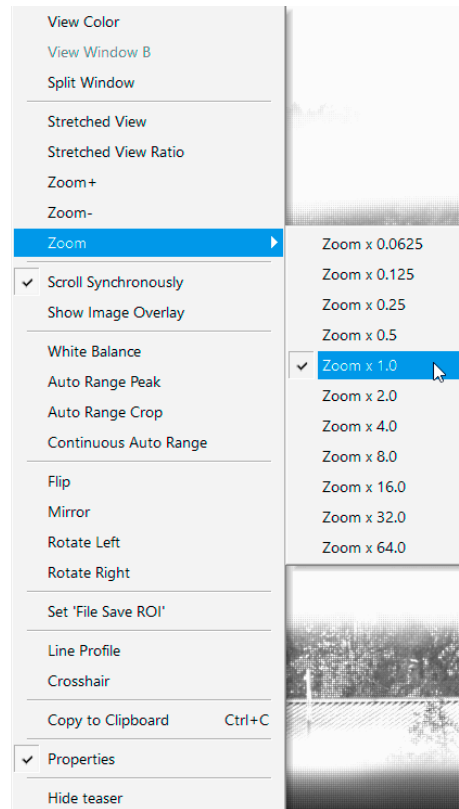 View Color
View Window B
Split Window
Stretched View
Stretched View Ratio
Zoom+
Zoom-
Zoom
Zoom x 0.0625
Zoom x 0.125
Zoom x 0.25
Zoom x 0.5
Zoom x 1.0
Zoom x 2.0
Zoom x 4.0
Zoom x 8.0
Zoom x 16.0
Zoom x 32.0
Zoom x 64.0
Scroll Synchronously
Show Image Overlay
White Balance
Auto Range Peak
Auto Range Crop
Continuous Auto Range
Flip
Mirror
Rotate Left
Rotate Right
Set 'File Save ROI'
Line Profile
Crosshair
Copy to Clipboard Ctrl+C
Properties
Hide teaser